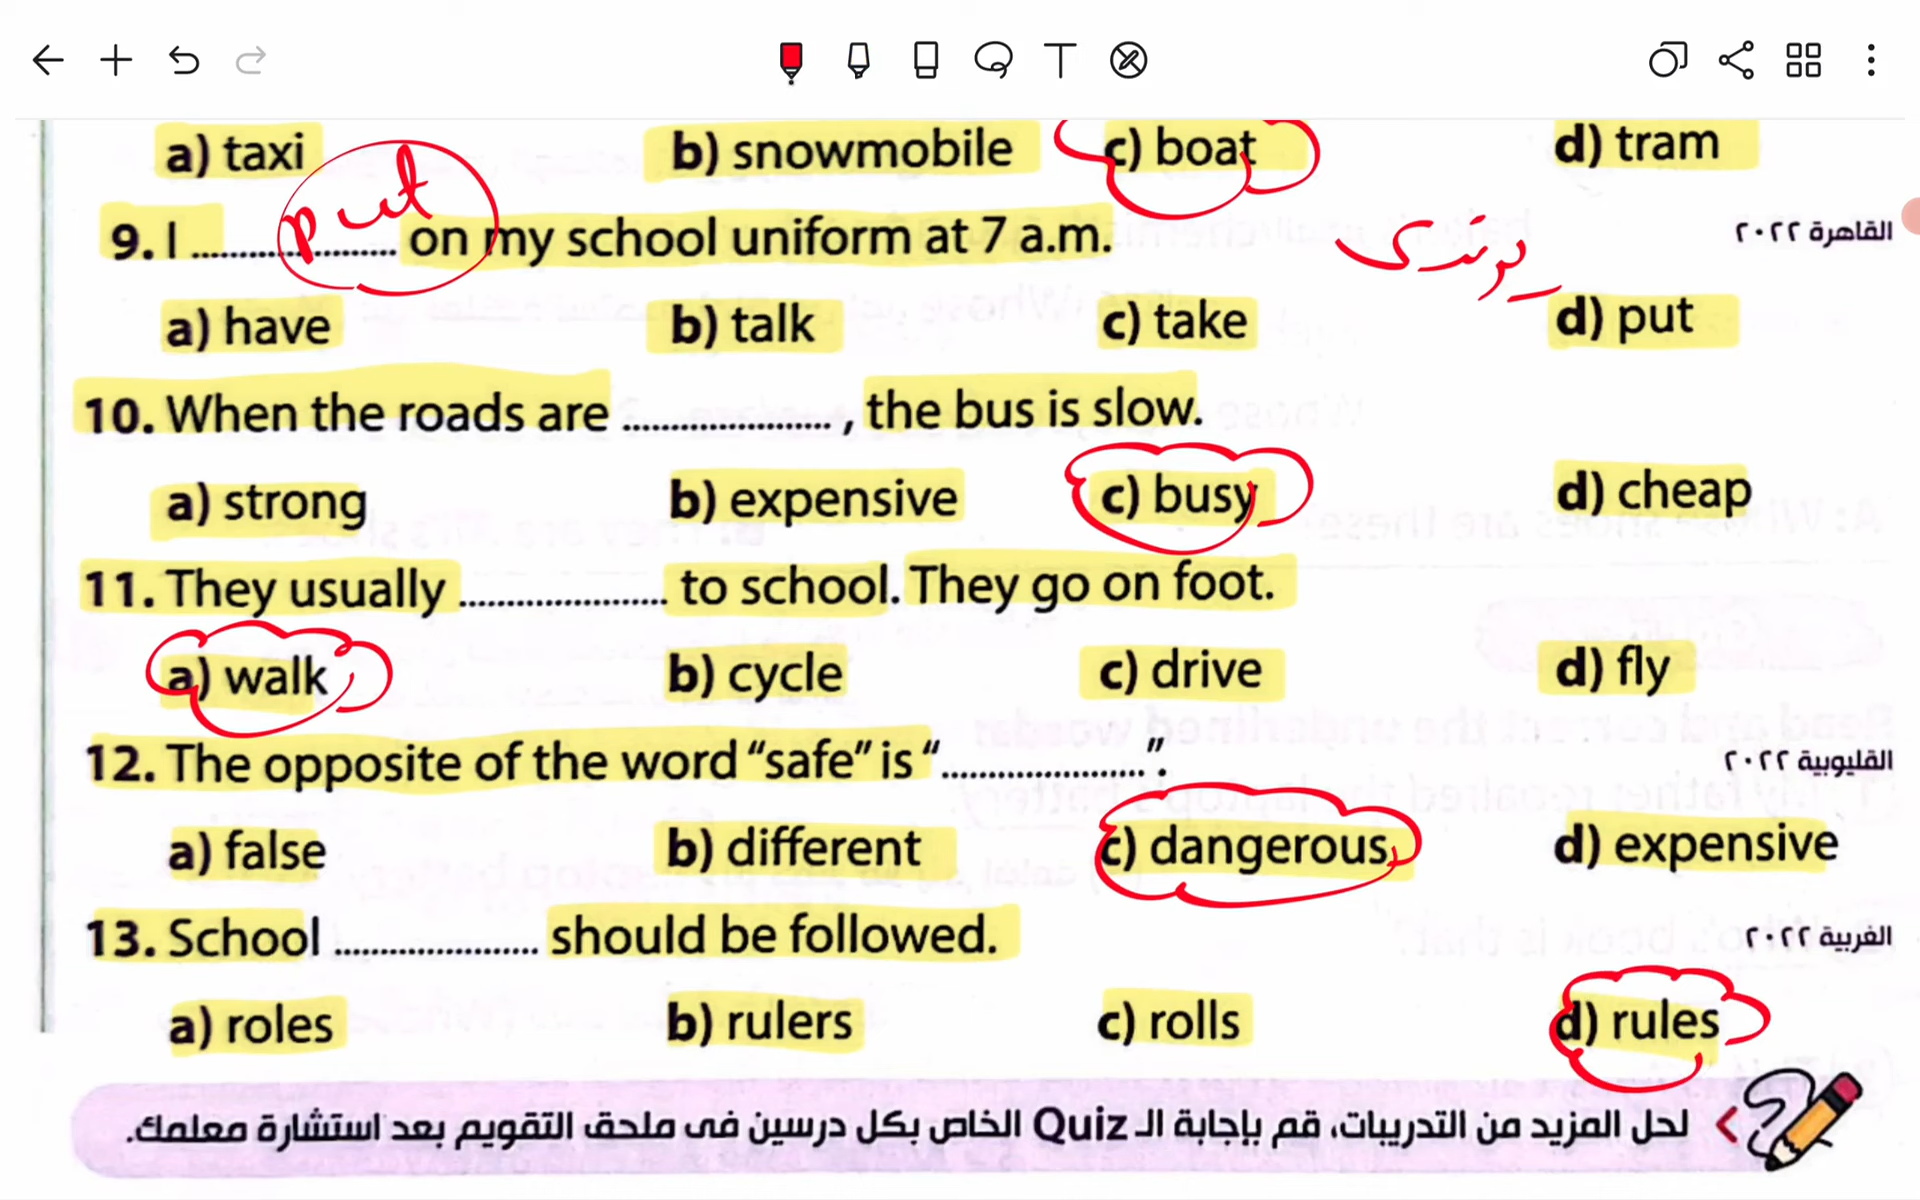 a) taxi b) snowmobile c) boat d) tram
put
9. I .................... on my school uniform at 7 a.m. القاهرة ٢٠٢٢
يرتدى
a) have b) talk c) take d) put
10. When the roads are ...................., the bus is slow.
a) strong b) expensive c) busy d) cheap
11. They usually .................... to school. They go on foot.
a) walk b) cycle c) drive d) fly
12. The opposite of the word “safe” is “....................”. القليوبية ٢٠٢٢
a) false b) different c) dangerous d) expensive
13. School .................... should be followed. الغربية ٢٠٢٢
a) roles b) rulers c) rolls d) rules
لحل المزيد من التدريبات، قم بإجابة الـ Quiz الخاص بكل درسين فى ملحق التقويم بعد استشارة معلمك.